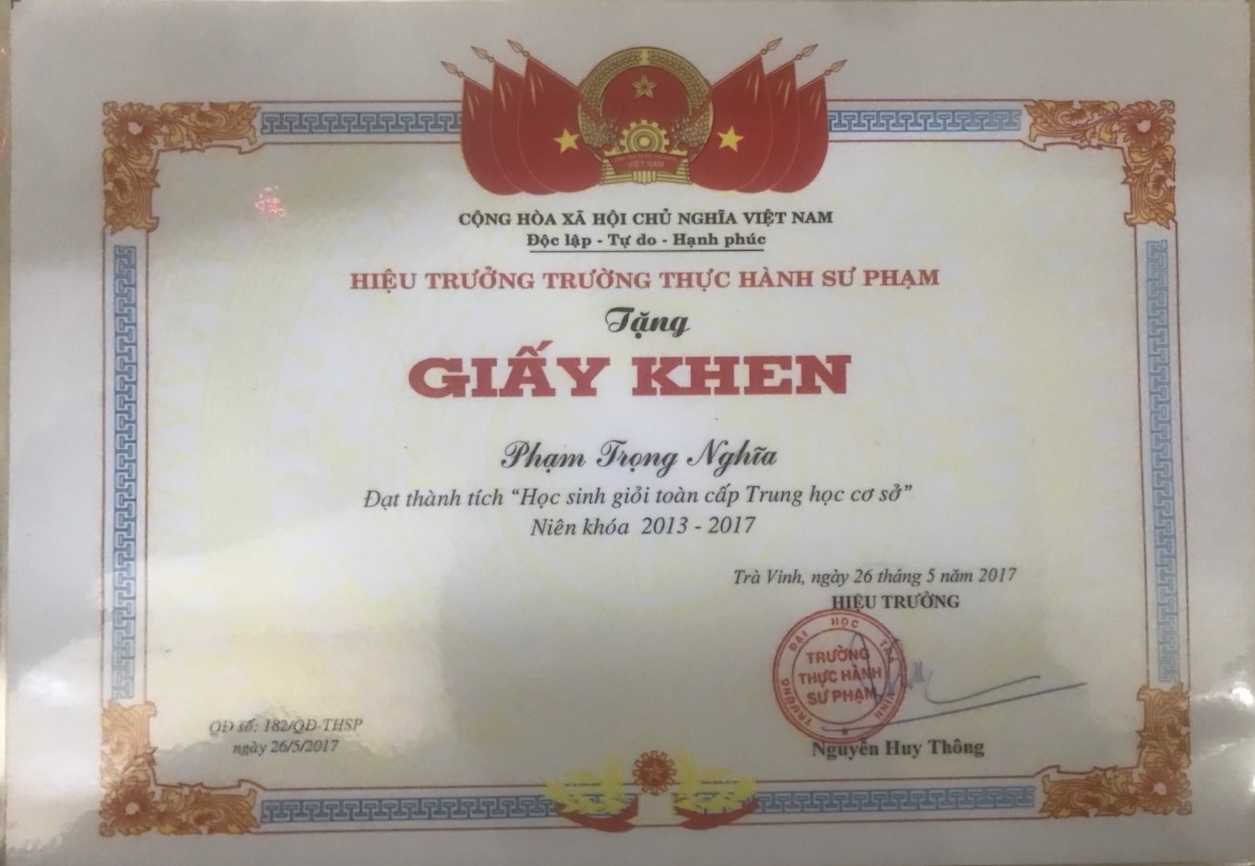 VIỆT NAM
CỘNG HÒA XÃ HỘI CHỦ NGHĨA VIỆT NAM
Độc lập - Tự do - Hạnh phúc
HIỆU TRƯỞNG TRƯỜNG THỰC HÀNH SƯ PHẠM
Tặng
GIẤY KHEN
Phạm Trọng Nghĩa
Đạt thành tích “Học sinh giỏi toàn cấp Trung học cơ sở”
Niên khóa 2013 - 2017
Trà Vinh, ngày 26 tháng 5 năm 2017
HIỆU TRƯỞNG
TRƯỜNG ĐẠI HỌC TRÀ VINH
TRƯỜNG
THỰC HÀNH
SƯ PHẠM
Nguyễn Huy Thông
QĐ số: 182/QĐ-THSP
ngày 26/5/2017